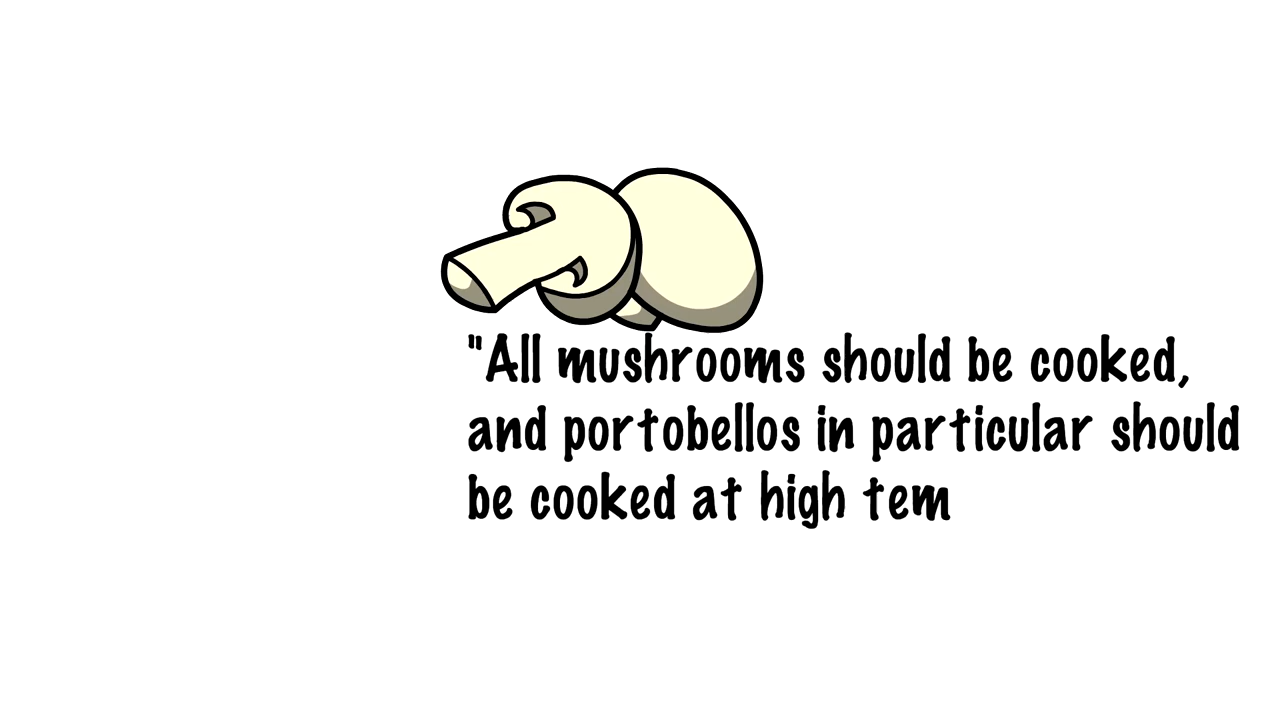 "All mushrooms should be cooked,
and portobellos in particular should
be cooked at high tem